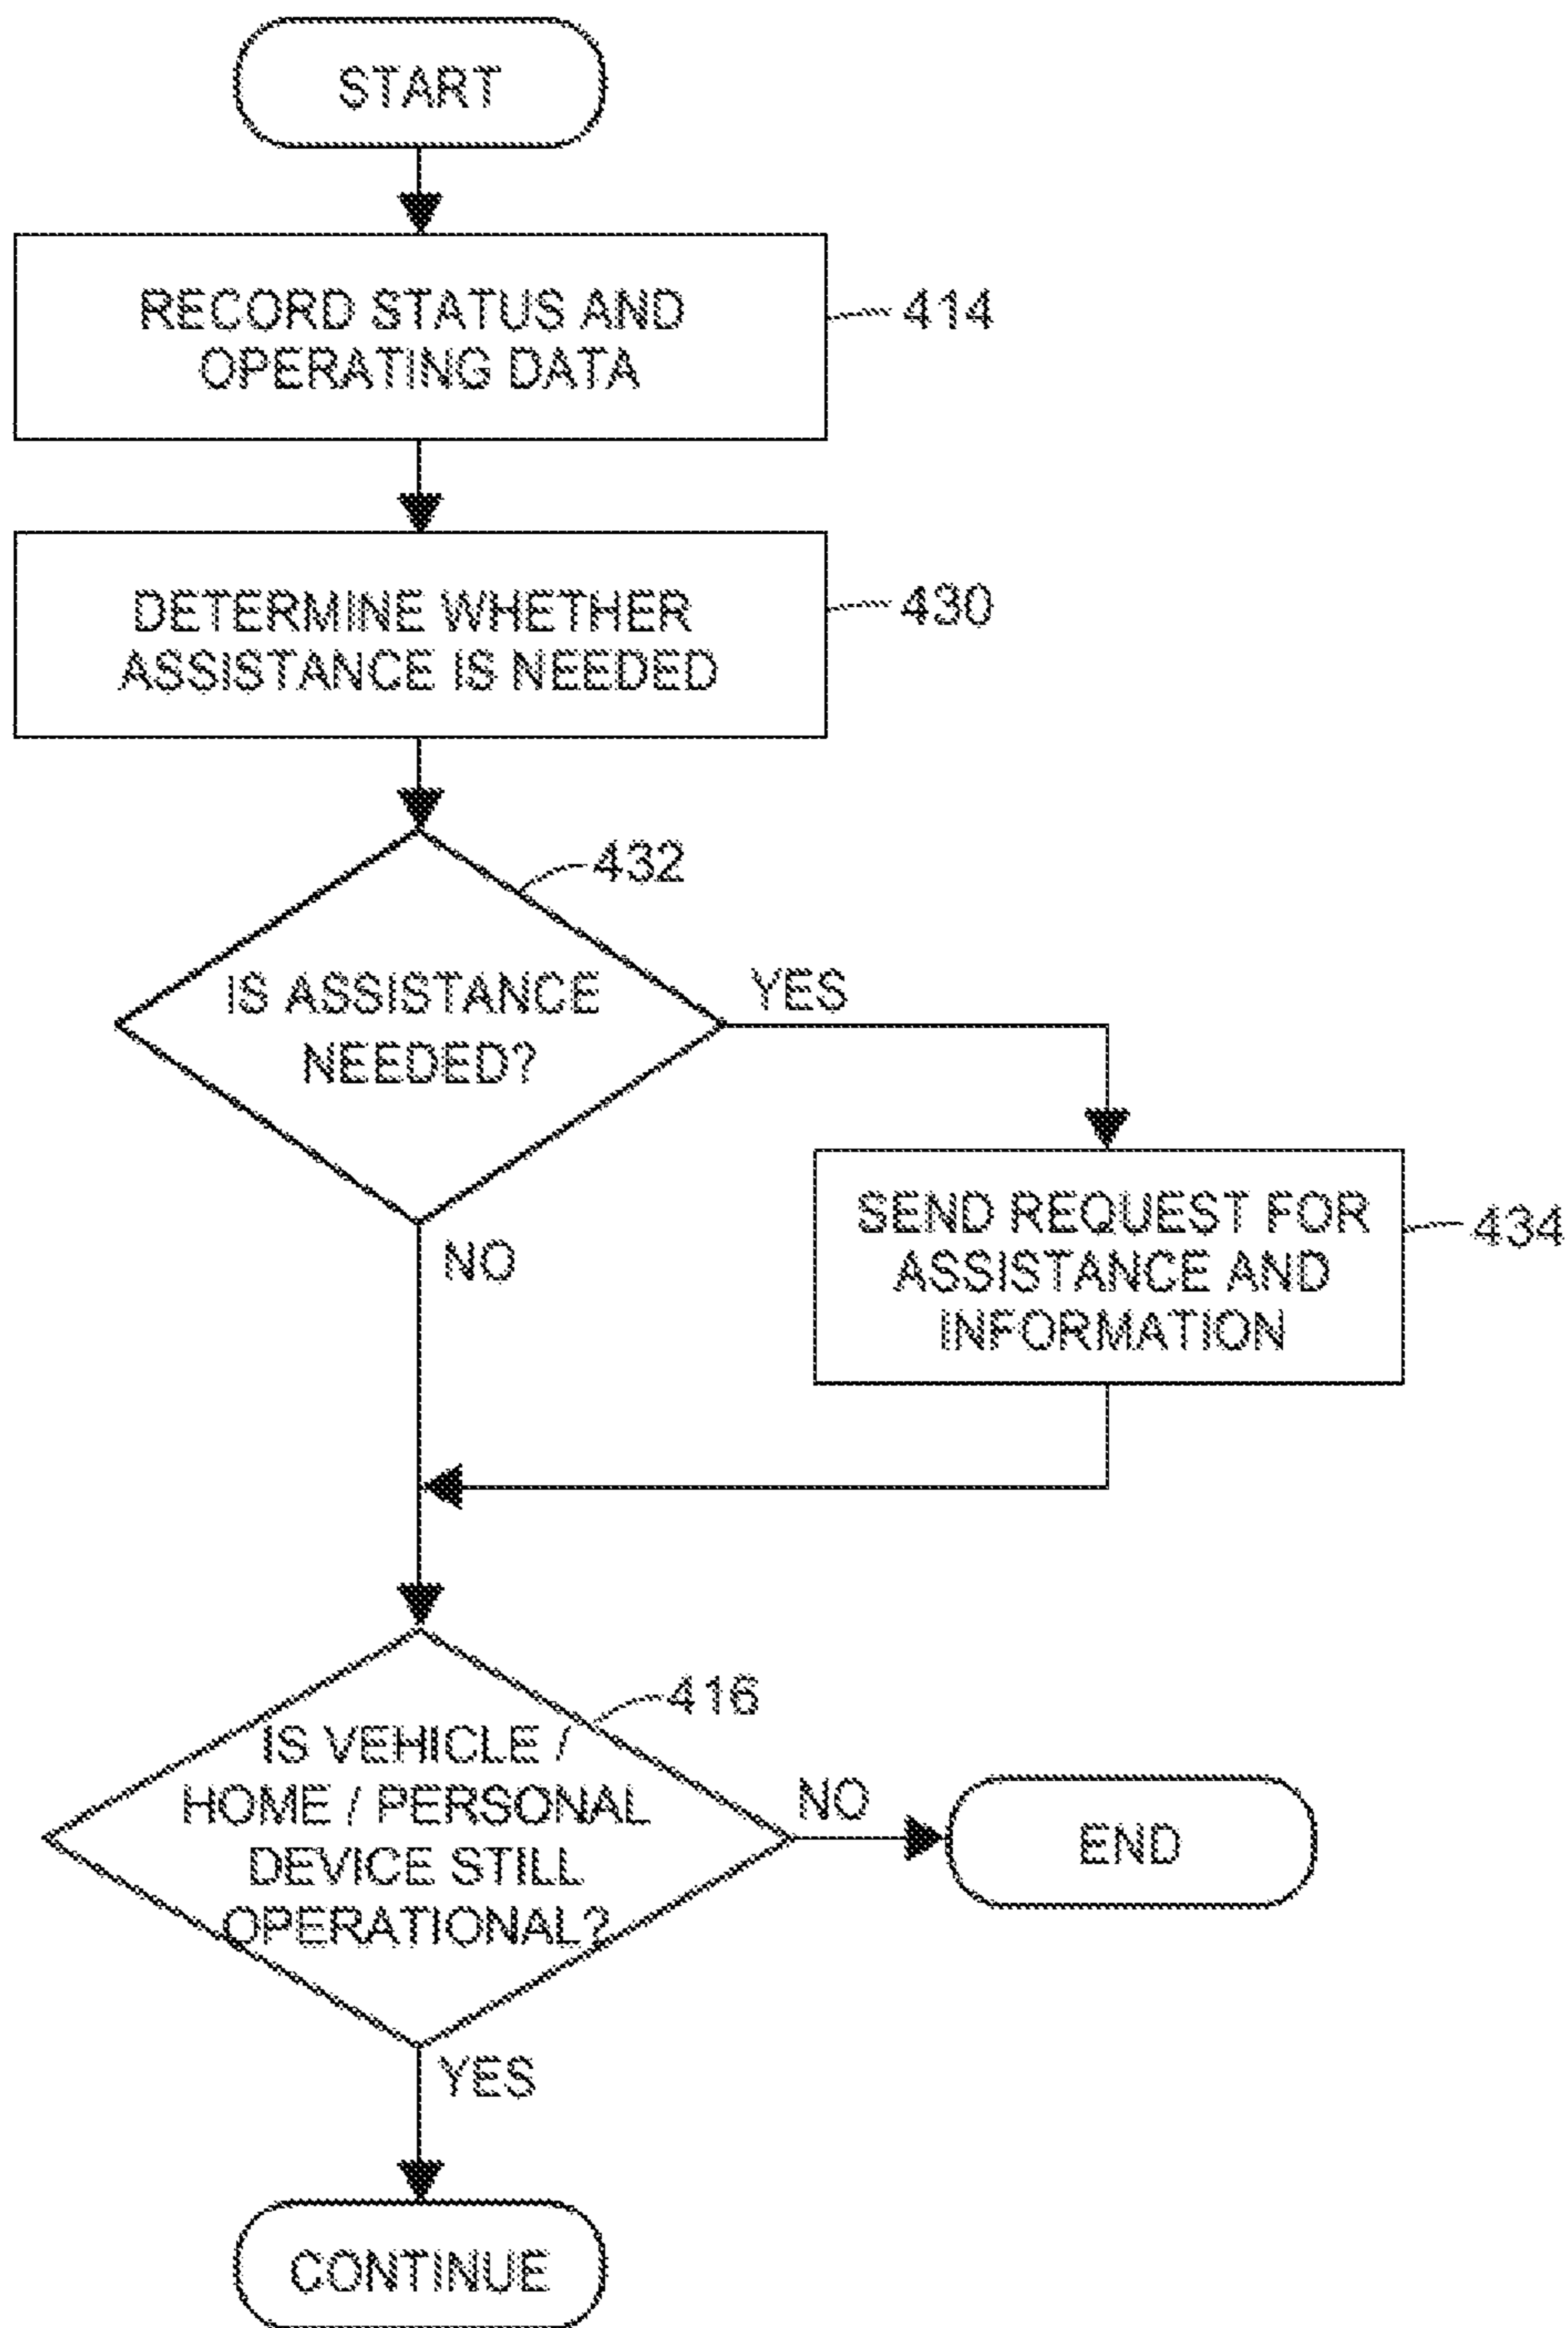 START
RECORD STATUS AND
OPERATING DATA
414
DETERMINE WHETHER
ASSISTANCE IS NEEDED
430
432
IS ASSISTANCE
NEEDED?
YES
NO
SEND REQUEST FOR
ASSISTANCE AND
INFORMATION
434
416
IS VEHICLE /
HOME / PERSONAL
DEVICE STILL
OPERATIONAL?
NO
END
YES
CONTINUE